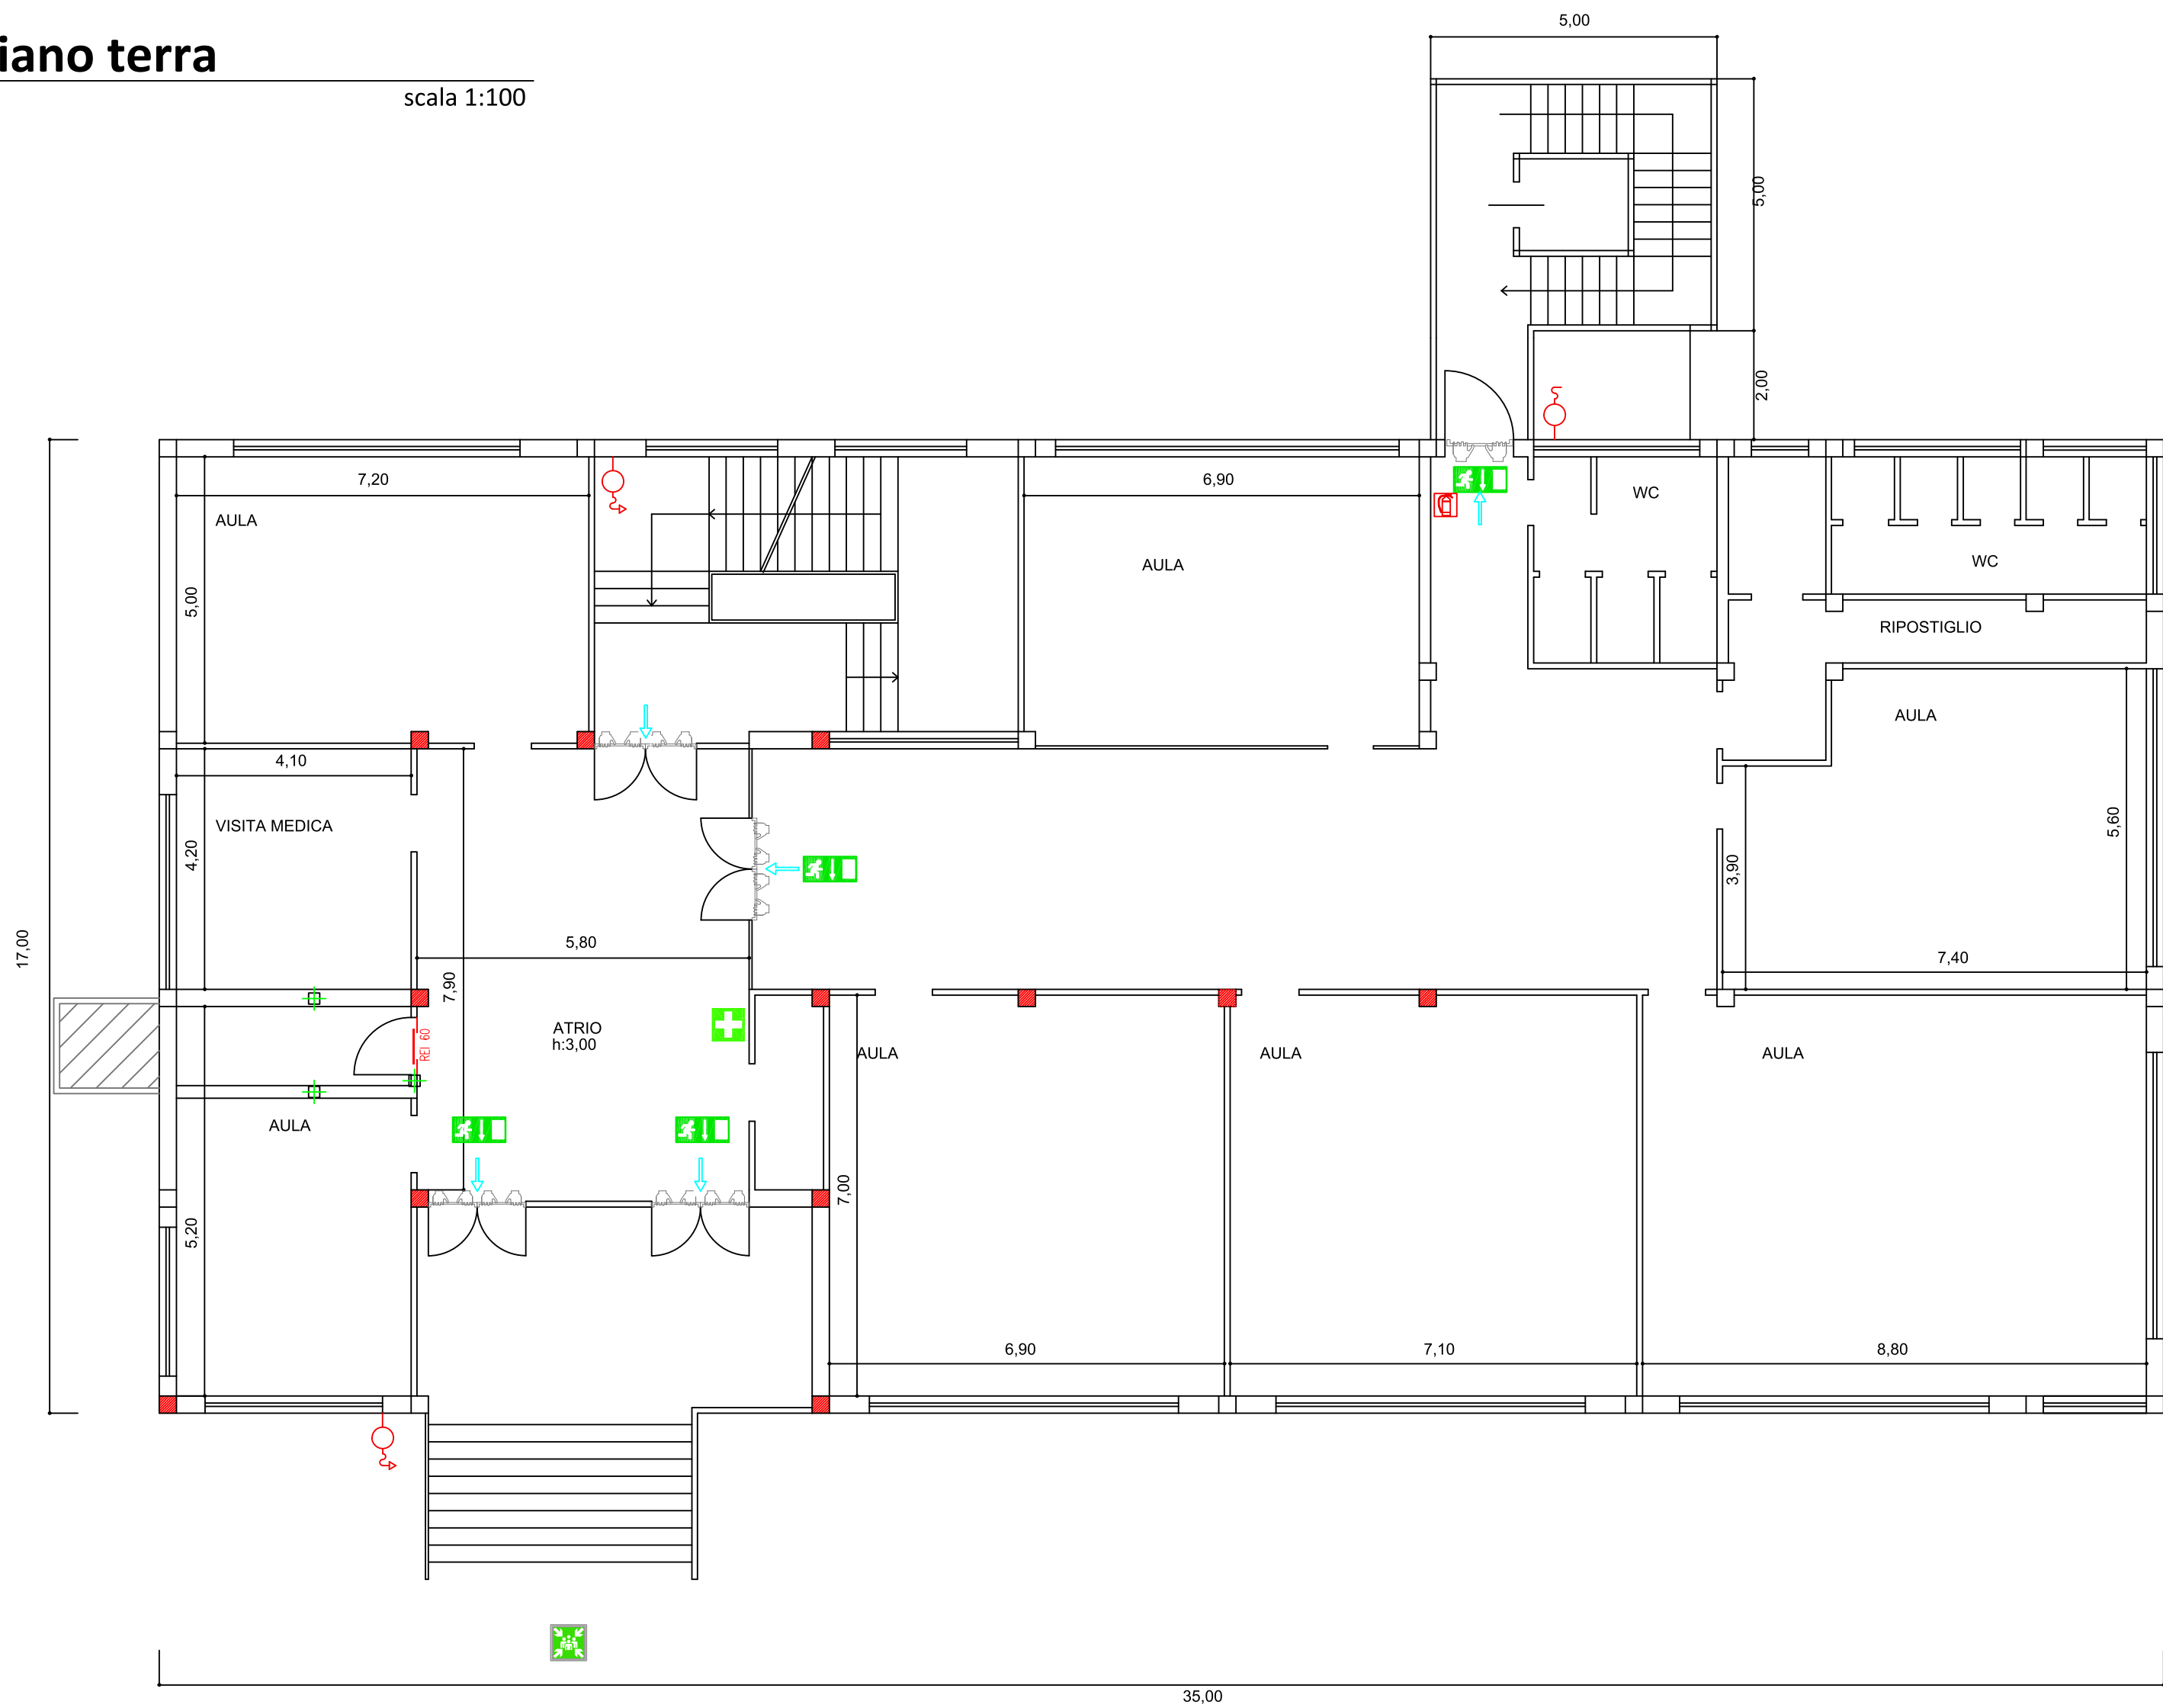 iano terra
scala 1:100
5,00
5,00
2,00
7,20
6,90
AULA
WC
5,00
AULA
WC
RIPOSTIGLIO
AULA
4,10
VISITA MEDICA
4,20
5,60
3,90
17,00
5,80
7,40
7,90
ATRIO
h:3,00
REI 60
AULA
AULA
AULA
AULA
7,00
5,20
6,90
7,10
8,80
35,00